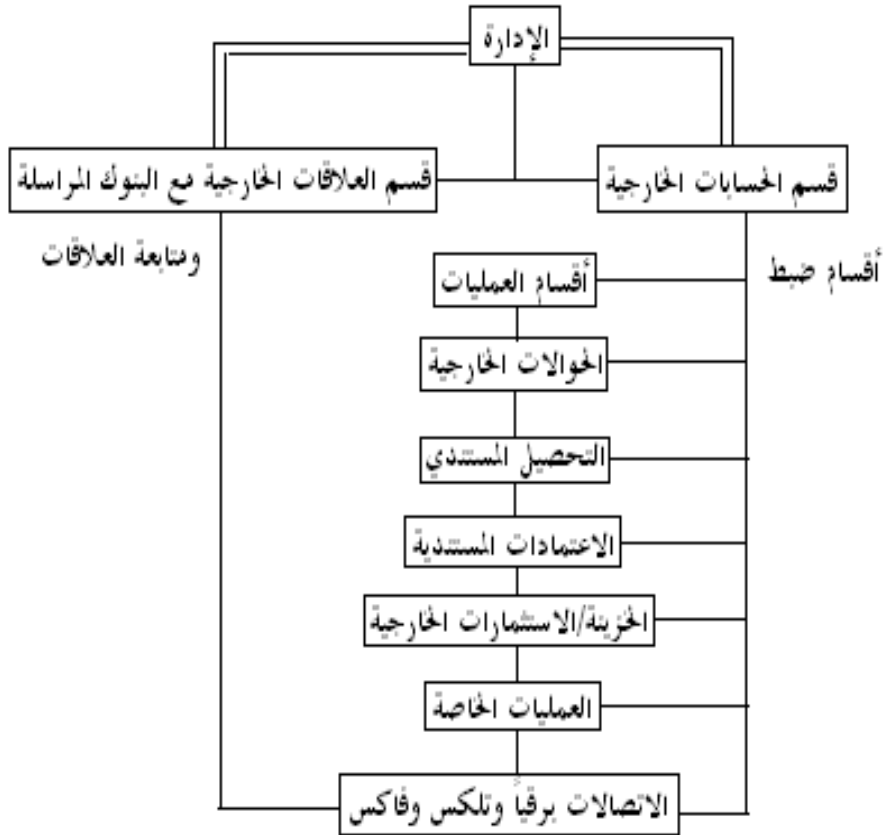 الإدارة
قسم الحسابات الخارجية
قسم العلاقات الخارجية مع البنوك المراسلة
أقسام ضبط
ومتابعة العلاقات
أقسام العمليات
الحوالات الخارجية
التحصيل المستندي
الاعتمادات المستندية
الخزينة/الاستثمارات الخارجية
العمليات الخاصة
الاتصالات برقياً وتلكس وفاكس